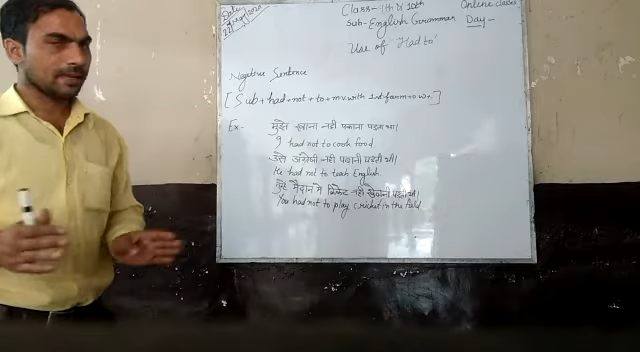 Class-9th & 10th
Online classes
Sub-English Grammar
Day-
Use of "Had to"
Negative Sentence
[Sub+had+not+to+m.v. with 1st form+o.w.]
Ex- मुझे खाना नहीं पकाना पड़ता था।
I had not to cook food
उसे अंग्रेजी नहीं पढ़ानी पड़ती थी।
He had not to teach English.
तुम्हें मैदान में क्रिकेट नहीं खेलना पड़ता था।
You had not to play cricket in the field